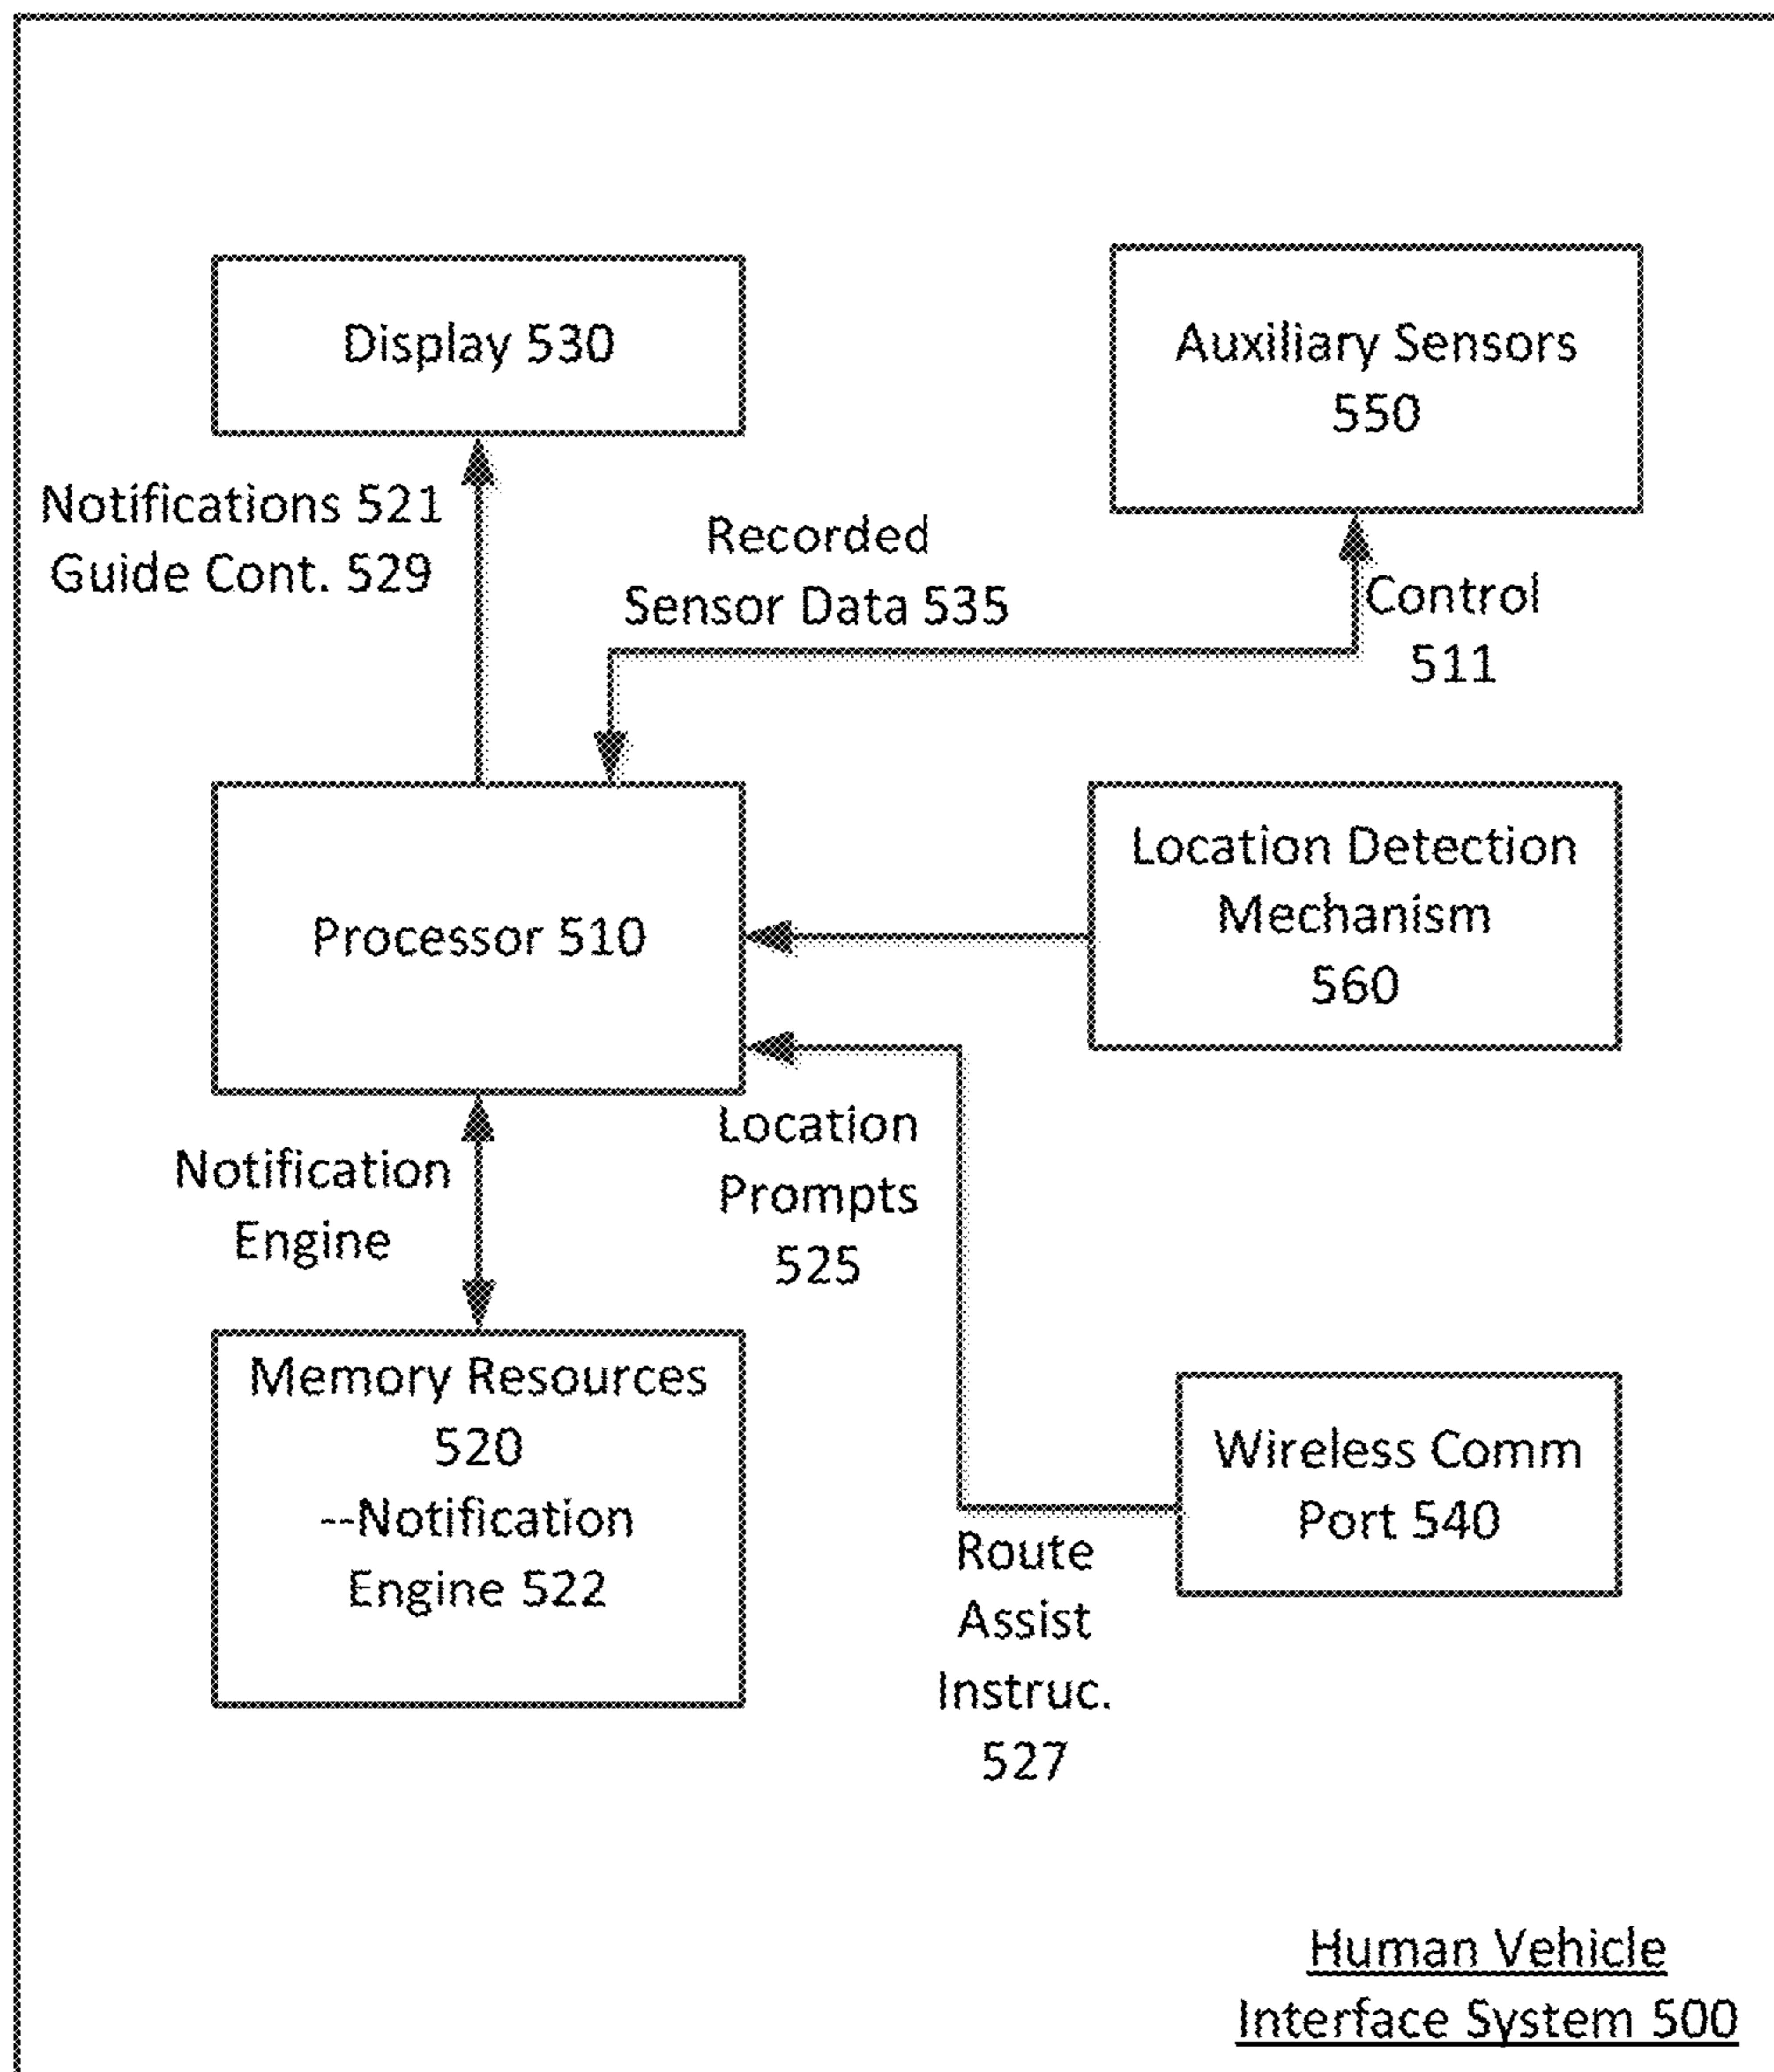 Display 530
Auxiliary Sensors
550
Notifications 521
Guide Cont. 529
Recorded
Sensor Data 535
Control
511
Processor 510
Location Detection
Mechanism
560
Notification
Engine
Location
Prompts
525
Memory Resources
520
--Notification
Engine 522
Wireless Comm
Port 540
Route
Assist
Instruc.
527
Human Vehicle
Interface System 500